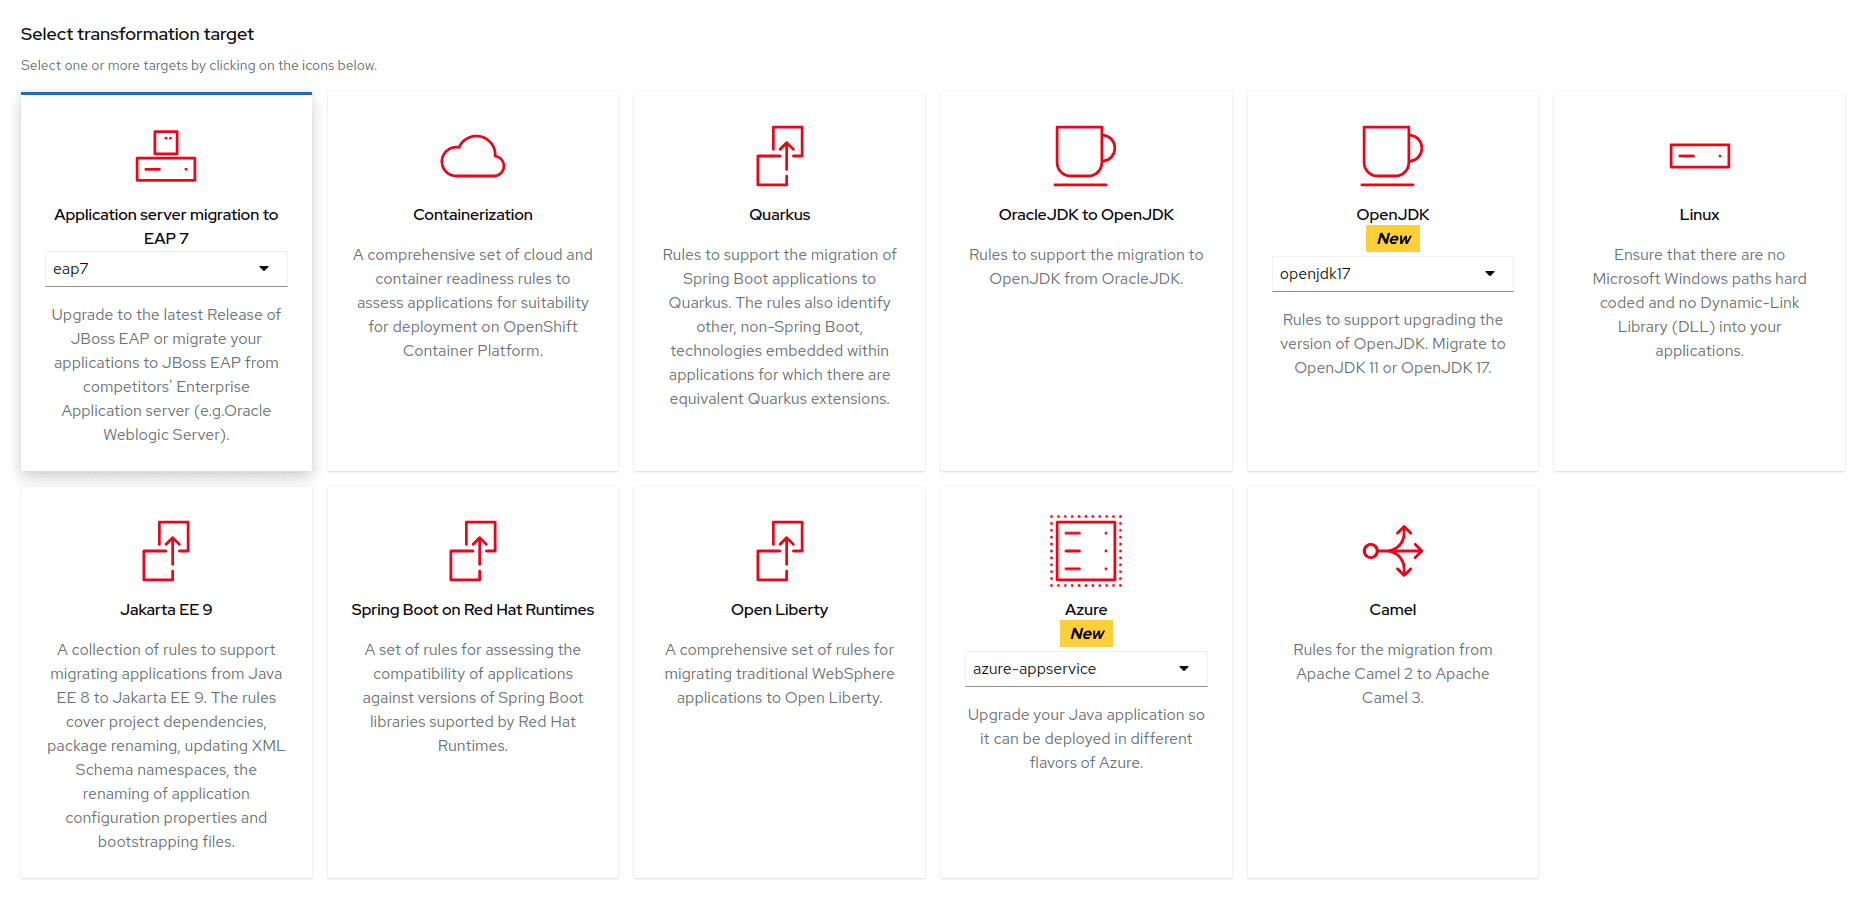 Select transformation target
Select one or more targets by clicking on the icons below.
Application server migration to
EAP 7
eap7
Upgrade to the latest Release of
JBoss EAP or migrate your
applications to JBoss EAP from
competitors' Enterprise
Application server (e.g.Oracle
Weblogic Server).
Containerization
A comprehensive set of cloud and
container readiness rules to
assess applications for suitability
for deployment on OpenShift
Container Platform.
Quarkus
Rules to support the migration of
Spring Boot applications to
Quarkus. The rules also identify
other, non-Spring Boot,
technologies embedded within
applications for which there are
equivalent Quarkus extensions.
OracleJDK to OpenJDK
Rules to support the migration to
OpenJDK from OracleJDK.
OpenJDK
New
openjdk17
Rules to support upgrading the
version of OpenJDK. Migrate to
OpenJDK 11 or OpenJDK 17.
Linux
Ensure that there are no
Microsoft Windows paths hard
coded and no Dynamic-Link
Library (DLL) into your
applications.
Jakarta EE 9
A collection of rules to support
migrating applications from Java
EE 8 to Jakarta EE 9. The rules
cover project dependencies,
package renaming, updating XML
Schema namespaces, the
renaming of application
configuration properties and
bootstrapping files.
Spring Boot on Red Hat Runtimes
A set of rules for assessing the
compatibility of applications
against versions of Spring Boot
libraries suported by Red Hat
Runtimes.
Open Liberty
A comprehensive set of rules for
migrating traditional WebSphere
applications to Open Liberty.
Azure
New
azure-appservice
Upgrade your Java application so
it can be deployed in different
flavors of Azure.
Camel
Rules for the migration from
Apache Camel 2 to Apache
Camel 3.